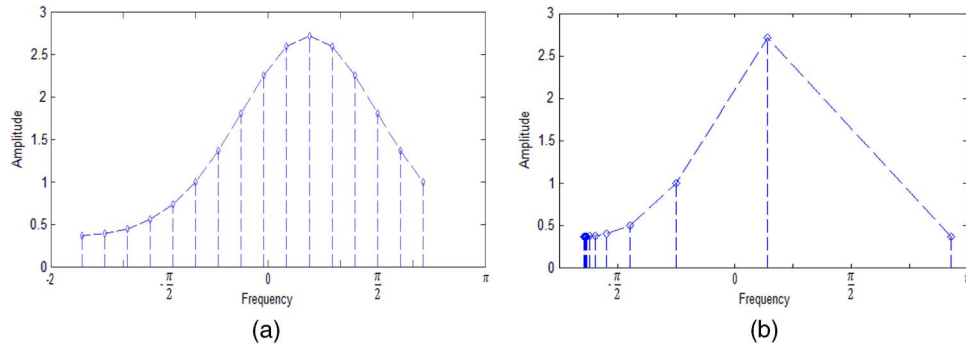 3
2.5
2
1.5
1
0.5
0
Amplitude
-2
-π/2
0
π/2
π
Frequency
(a)
3
2.5
2
1.5
1
0.5
0
Amplitude
-π/2
0
π/2
π
Frequency
(b)